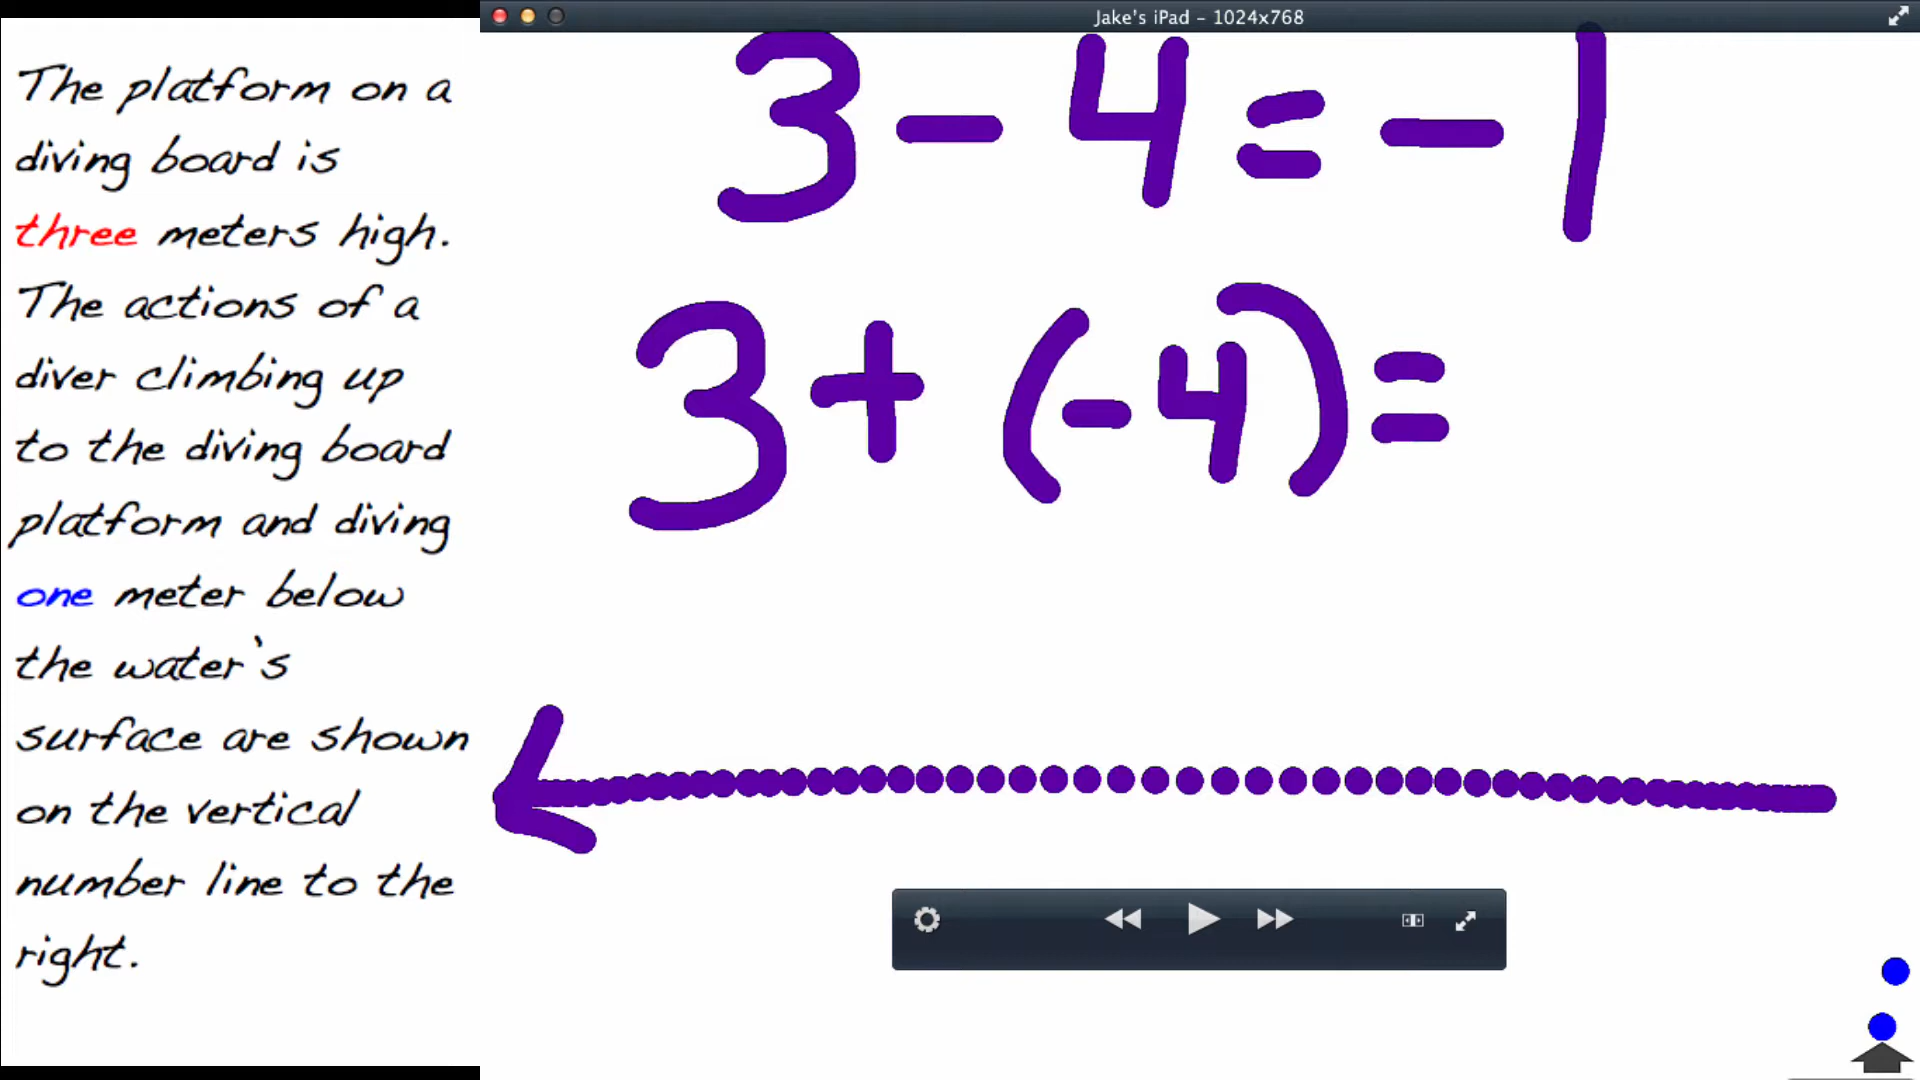 Jake's iPad - 1024x768
The platform on a
diving board is
three meters high.
The actions of a
diver climbing up
to the diving board
platform and diving
one meter below
the water's
surface are shown
on the vertical
number line to the
right.
3 - 4 = - 1
3 + (- 4) =